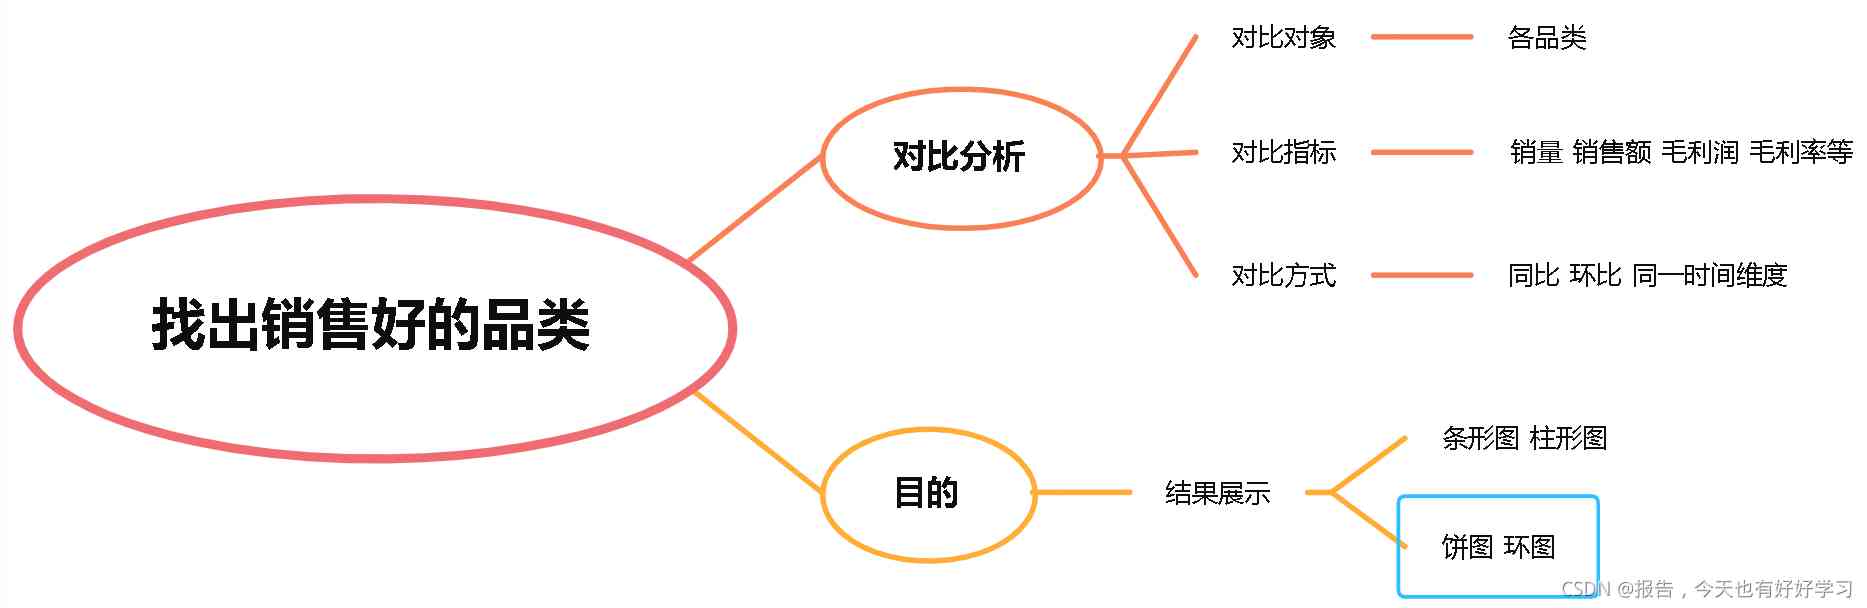 对比对象
各品类
对比分析
对比指标
销量 销售额 毛利润 毛利率等
对比方式
同比 环比 同一时间维度
找出销售好的品类
目的
结果展示
条形图 柱形图
饼图 环图
CSDN @报告，今天也有好好学习